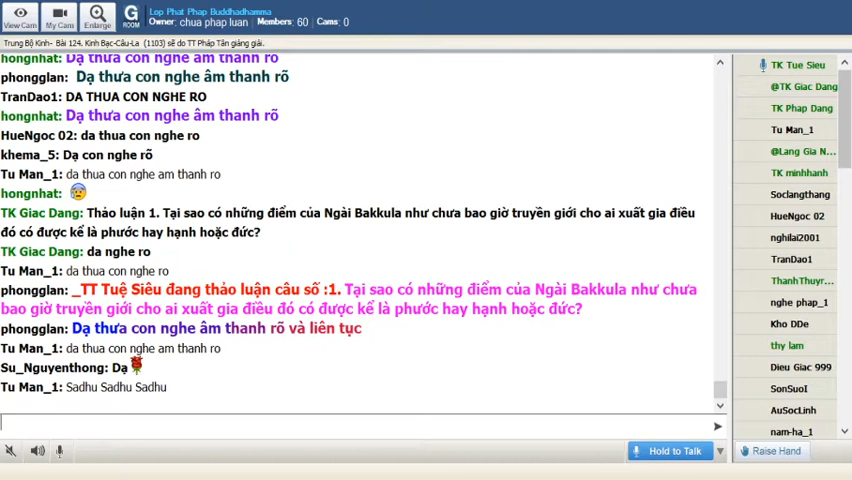 Lop Phat Phap Buddhadhamma
Owner: chua phap luan Members: 60 Cams: 0
View Cam
My Cam
Enlarge
G
ROOM
Trung Bộ Kinh- Bài 124. Kinh Bạc-Câu-La (1103) sẽ do TT Pháp Tân giảng giải.
hongnhat: Dạ thưa con nghe âm thanh rõ
phongglan: Dạ thưa con nghe âm thanh rõ
TranDao1: DA THUA CON NGHE RO
hongnhat: Dạ thưa con nghe âm thanh rõ
HueNgoc 02: da thua con nghe ro
khema_5: Dạ con nghe rõ
Tu Man_1: da thua con nghe am thanh ro
hongnhat:
TK Giac Dang: Thảo luận 1. Tại sao có những điểm của Ngài Bakkula như chưa bao giờ truyền giới cho ai xuất gia điều
đó có được kể là phước hay hạnh hoặc đức?
TK Giac Dang: da nghe ro
Tu Man_1: da thua con nghe ro
phongglan: _TT Tuệ Siêu đang thảo luận câu số :1. Tại sao có những điểm của Ngài Bakkula như chưa
bao giờ truyền giới cho ai xuất gia điều đó có được kể là phước hay hạnh hoặc đức?
phongglan: Dạ thưa con nghe âm thanh rõ và liên tục
Tu Man_1: da thua con nghe am thanh ro
Su_Nguyenthong: Dạ
Tu Man_1: Sadhu Sadhu Sadhu
Hold to Talk
TK Tue Sieu
@TK Giac Dang
TK Phap Dang
Tu Man_1
@Lang Gia N...
TK minhhanh
Soclangthang
HueNgoc 02
nghilai2001
TranDao1
ThanhThuyr...
nghe phap_1
Kho DDe
thy lam
Dieu Giac 999
SonSuoI
AuSocLinh
nam-ha_1
Raise Hand